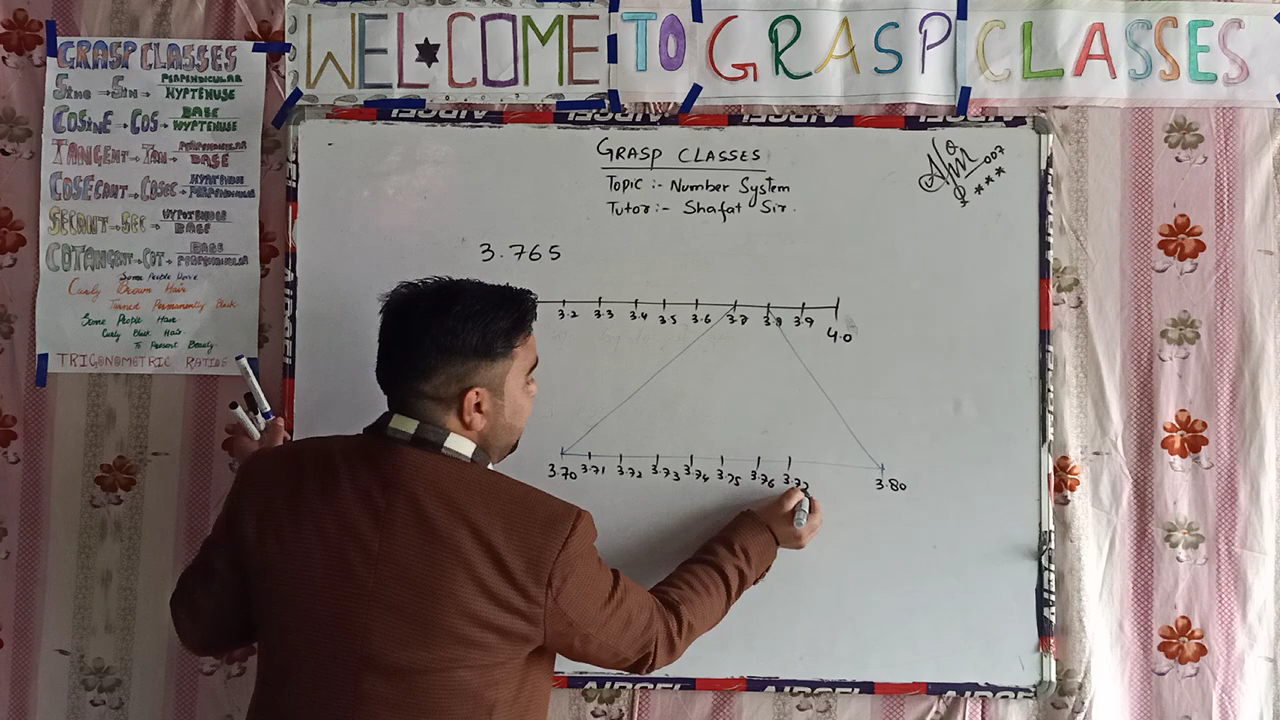 WELCOME TO GRASP CLASSES
GRASP CLASSES
SINE → SIN → PERPENDICULAR
HYPTENUSE
COSINE → COS → BASE
HYPTENUSE
TANGENT → TAN → PERPENDICULAR
BASE
COSECANT → COSEC → HYPTENUSE
PERPENDICULAR
SECANT → SEC → HYPOTENUSE
BASE
COTANGENT → COT → BASE
PERPENDICULAR
Some People Have
Curly Brown Hair
Turned Permanently Black
Some People Have
Curly Black Hair
To Present Beauty
TRIGONOMETRIC RATIOS
GRASP CLASSES
Topic :- Number System
Tutor :- Shafat Sir.
007
3.765
3.2 3.3 3.4 3.5 3.6 3.7 3.8 3.9 4.0
3.70 3.71 3.72 3.73 3.74 3.75 3.76 3.77 3.80
AIRCEL